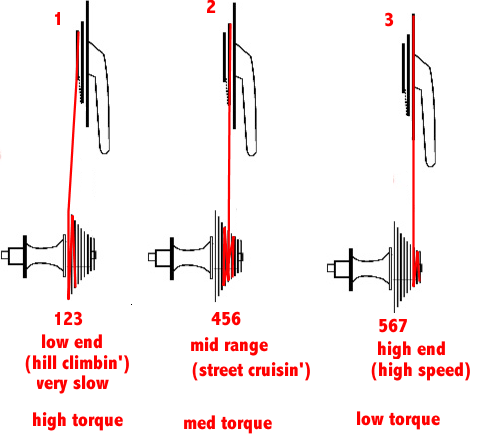 1
2
3
123
low end
(hill climbin')
very slow
high torque
456
mid range
(street cruisin')
med torque
567
high end
(high speed)
low torque